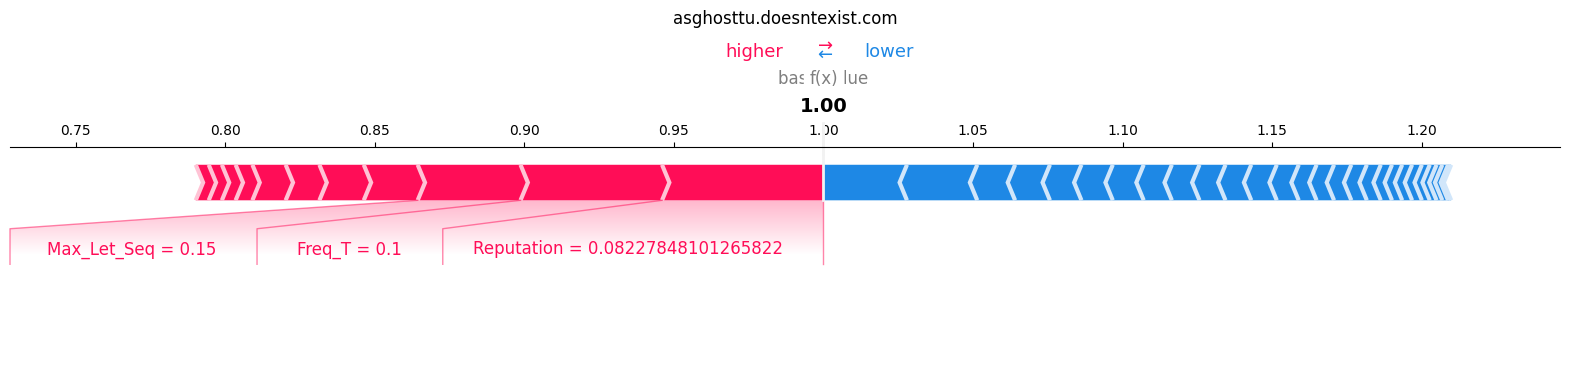 asghosttu.doesntexist.com
higher ⇄ lower
bas f(x) lue
1.00
0.75 0.80 0.85 0.90 0.95 1.00 1.05 1.10 1.15 1.20
Max_Let_Seq = 0.15 Freq_T = 0.1 Reputation = 0.08227848101265822